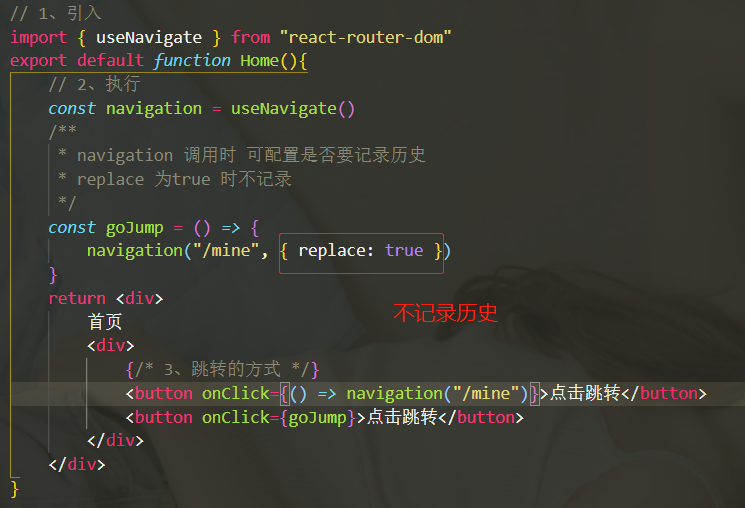 // 1、引入
import { useNavigate } from "react-router-dom"
export default function Home(){
// 2、执行
const navigation = useNavigate()
/**
* navigation 调用时 可配置是否要记录历史
* replace 为true 时不记录
*/
const goJump = () => {
navigation("/mine", { replace: true })
}
return <div>
不记录历史
首页
<div>
{/* 3、跳转的方式 */}
<button onClick={() => navigation("/mine")}>点击跳转</button>
<button onClick={goJump}>点击跳转</button>
</div>
</div>
}